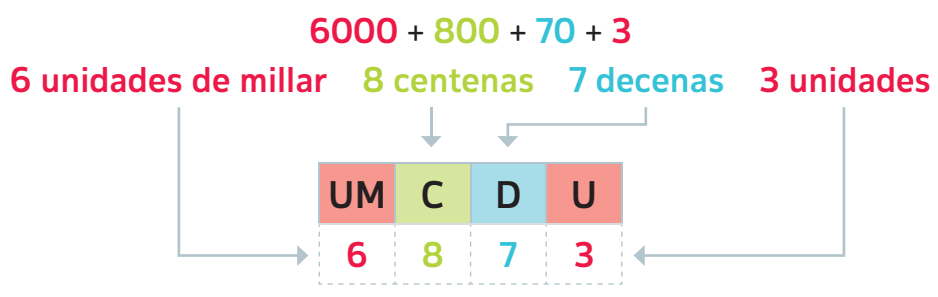 6000 + 800 + 70 + 3
6 unidades de millar 8 centenas 7 decenas 3 unidades
UM C D U
6 8 7 3